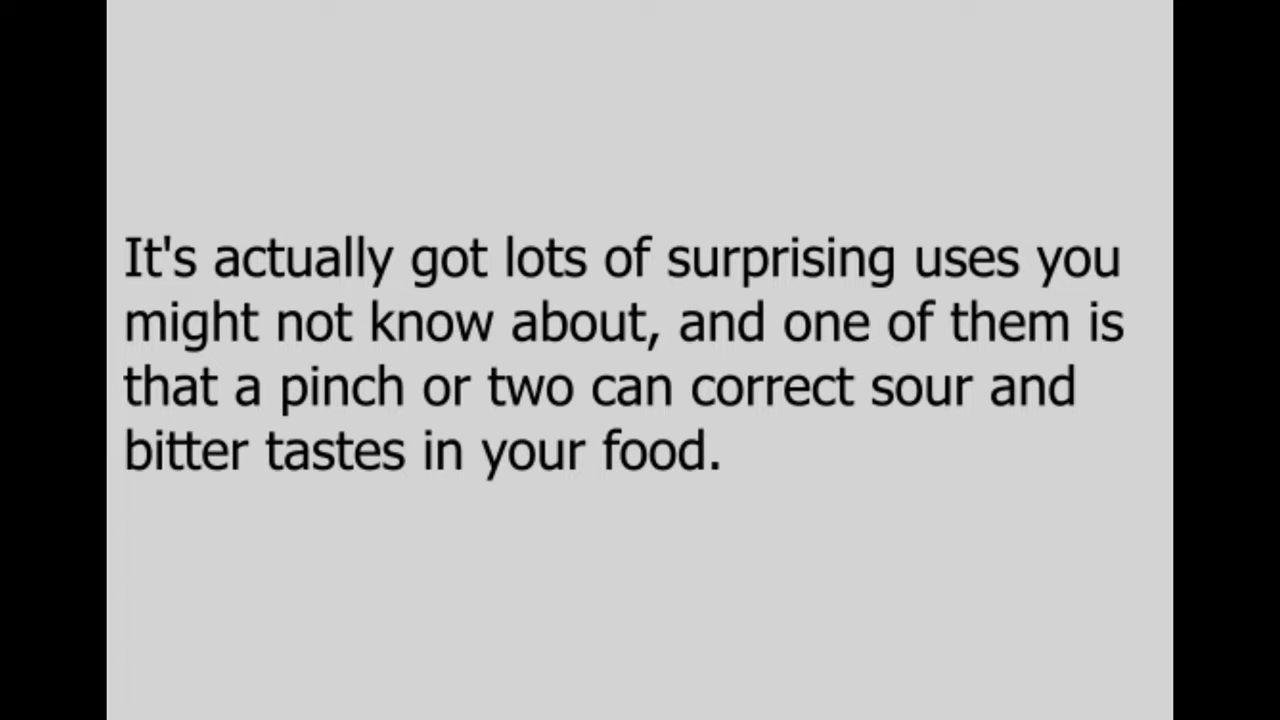 It's actually got lots of surprising uses you
might not know about, and one of them is
that a pinch or two can correct sour and
bitter tastes in your food.